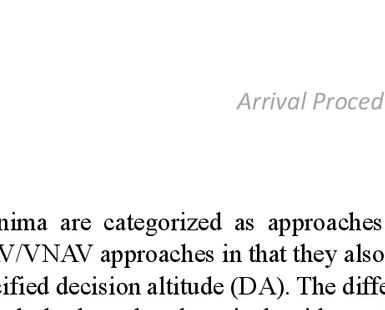 Arrival Proced
nima are categorized as approaches
V/VNAV approaches in that they also
cified decision altitude (DA). The diffe